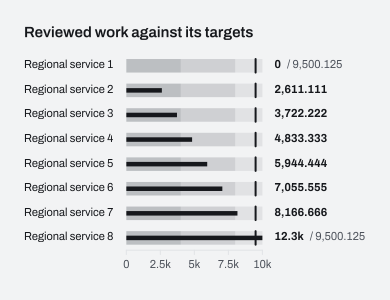 Reviewed work against its targets
Regional service 1 0 / 9,500.125
Regional service 2 2,611.111
Regional service 3 3,722.222
Regional service 4 4,833.333
Regional service 5 5,944.444
Regional service 6 7,055.555
Regional service 7 8,166.666
Regional service 8 12.3k / 9,500.125
0 2.5k 5k 7.5k 10k